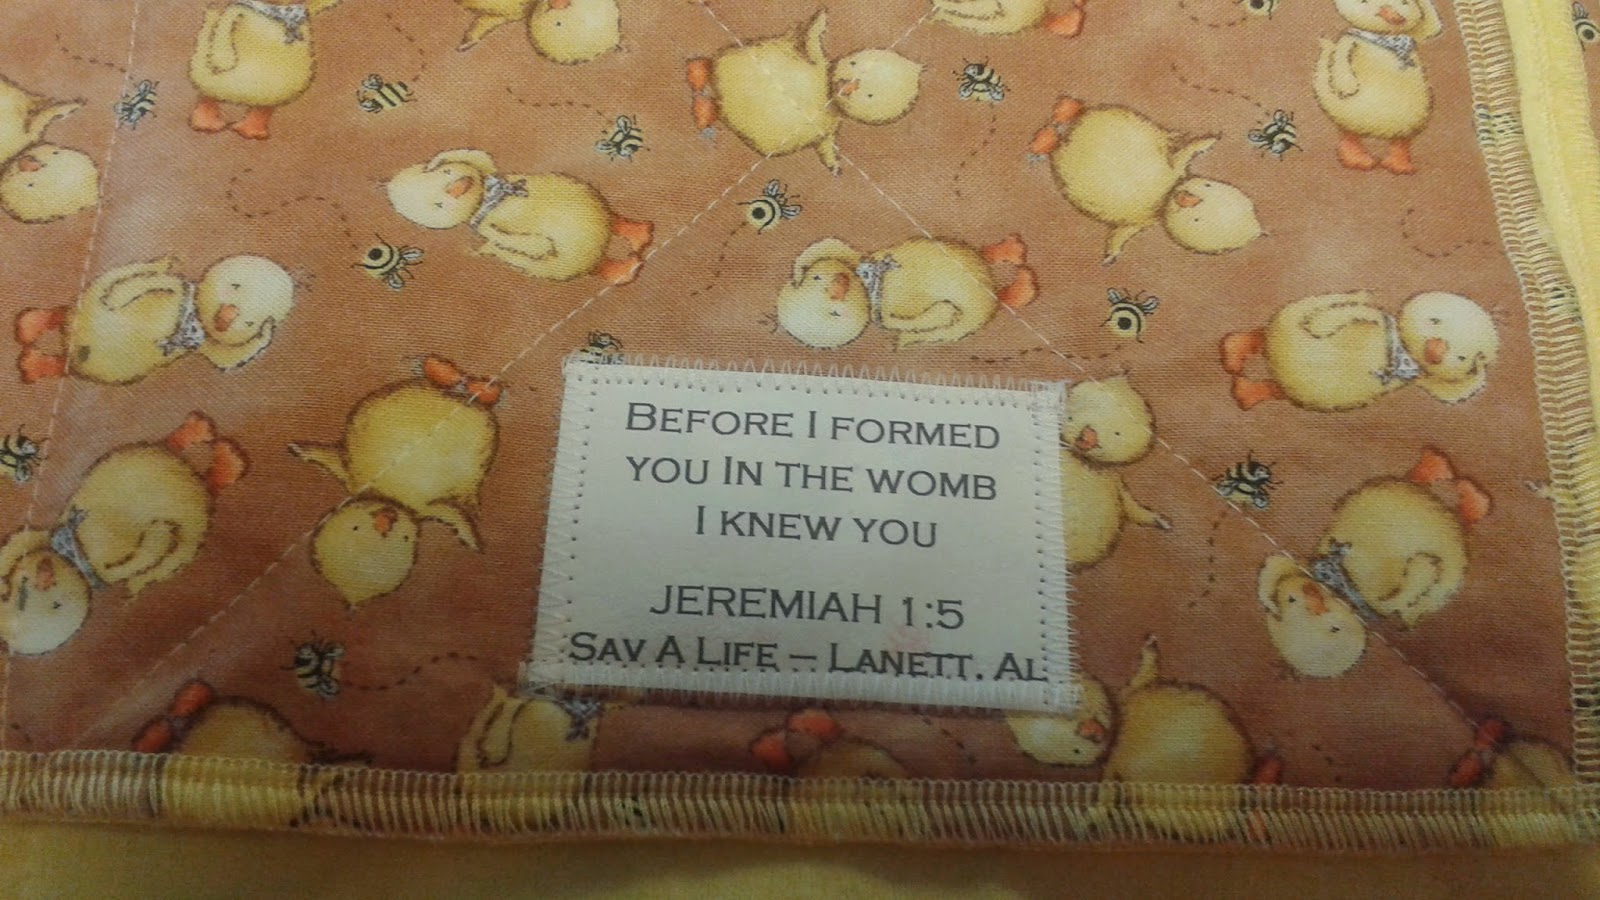 Before I formed
you In the womb
I knew you
JEREMIAH 1:5
Sav A Life – Lanett, Al